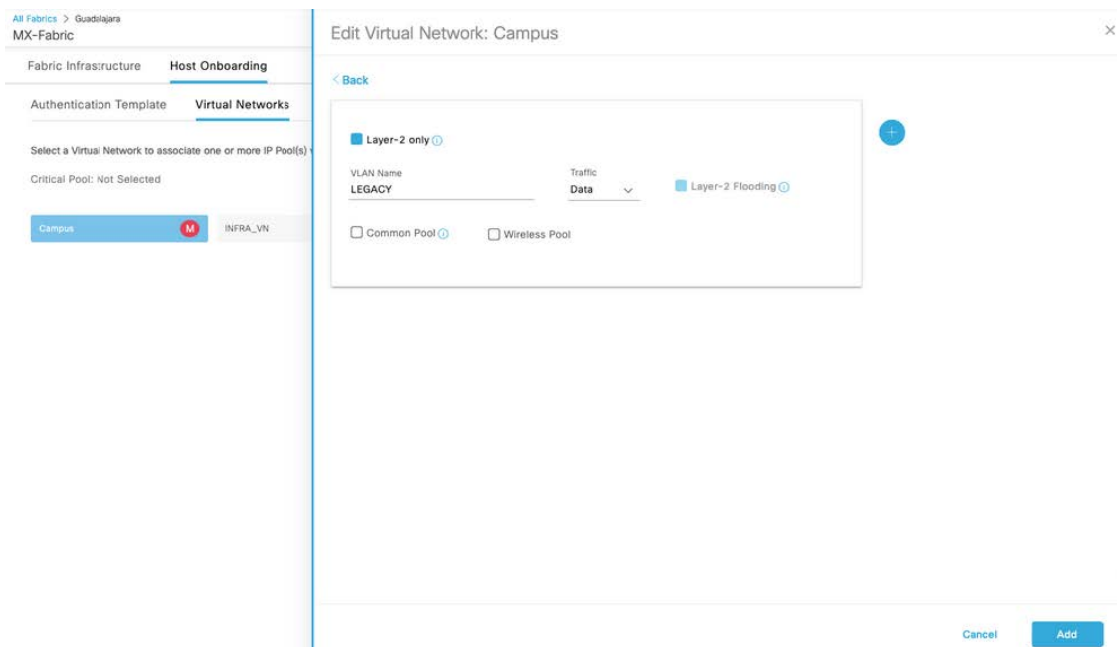 All Fabrics > Guadalajara
MX-Fabric
Fabric Infrastructure Host Onboarding
Authentication Template Virtual Networks
Select a Virtual Network to associate one or more IP Pool(s)
Critical Pool: Not Selected
Campus M INFRA_VN
Edit Virtual Network: Campus
< Back
Layer-2 only
VLAN Name
LEGACY
Traffic
Data
Layer-2 Flooding
Common Pool
Wireless Pool
Cancel
Add